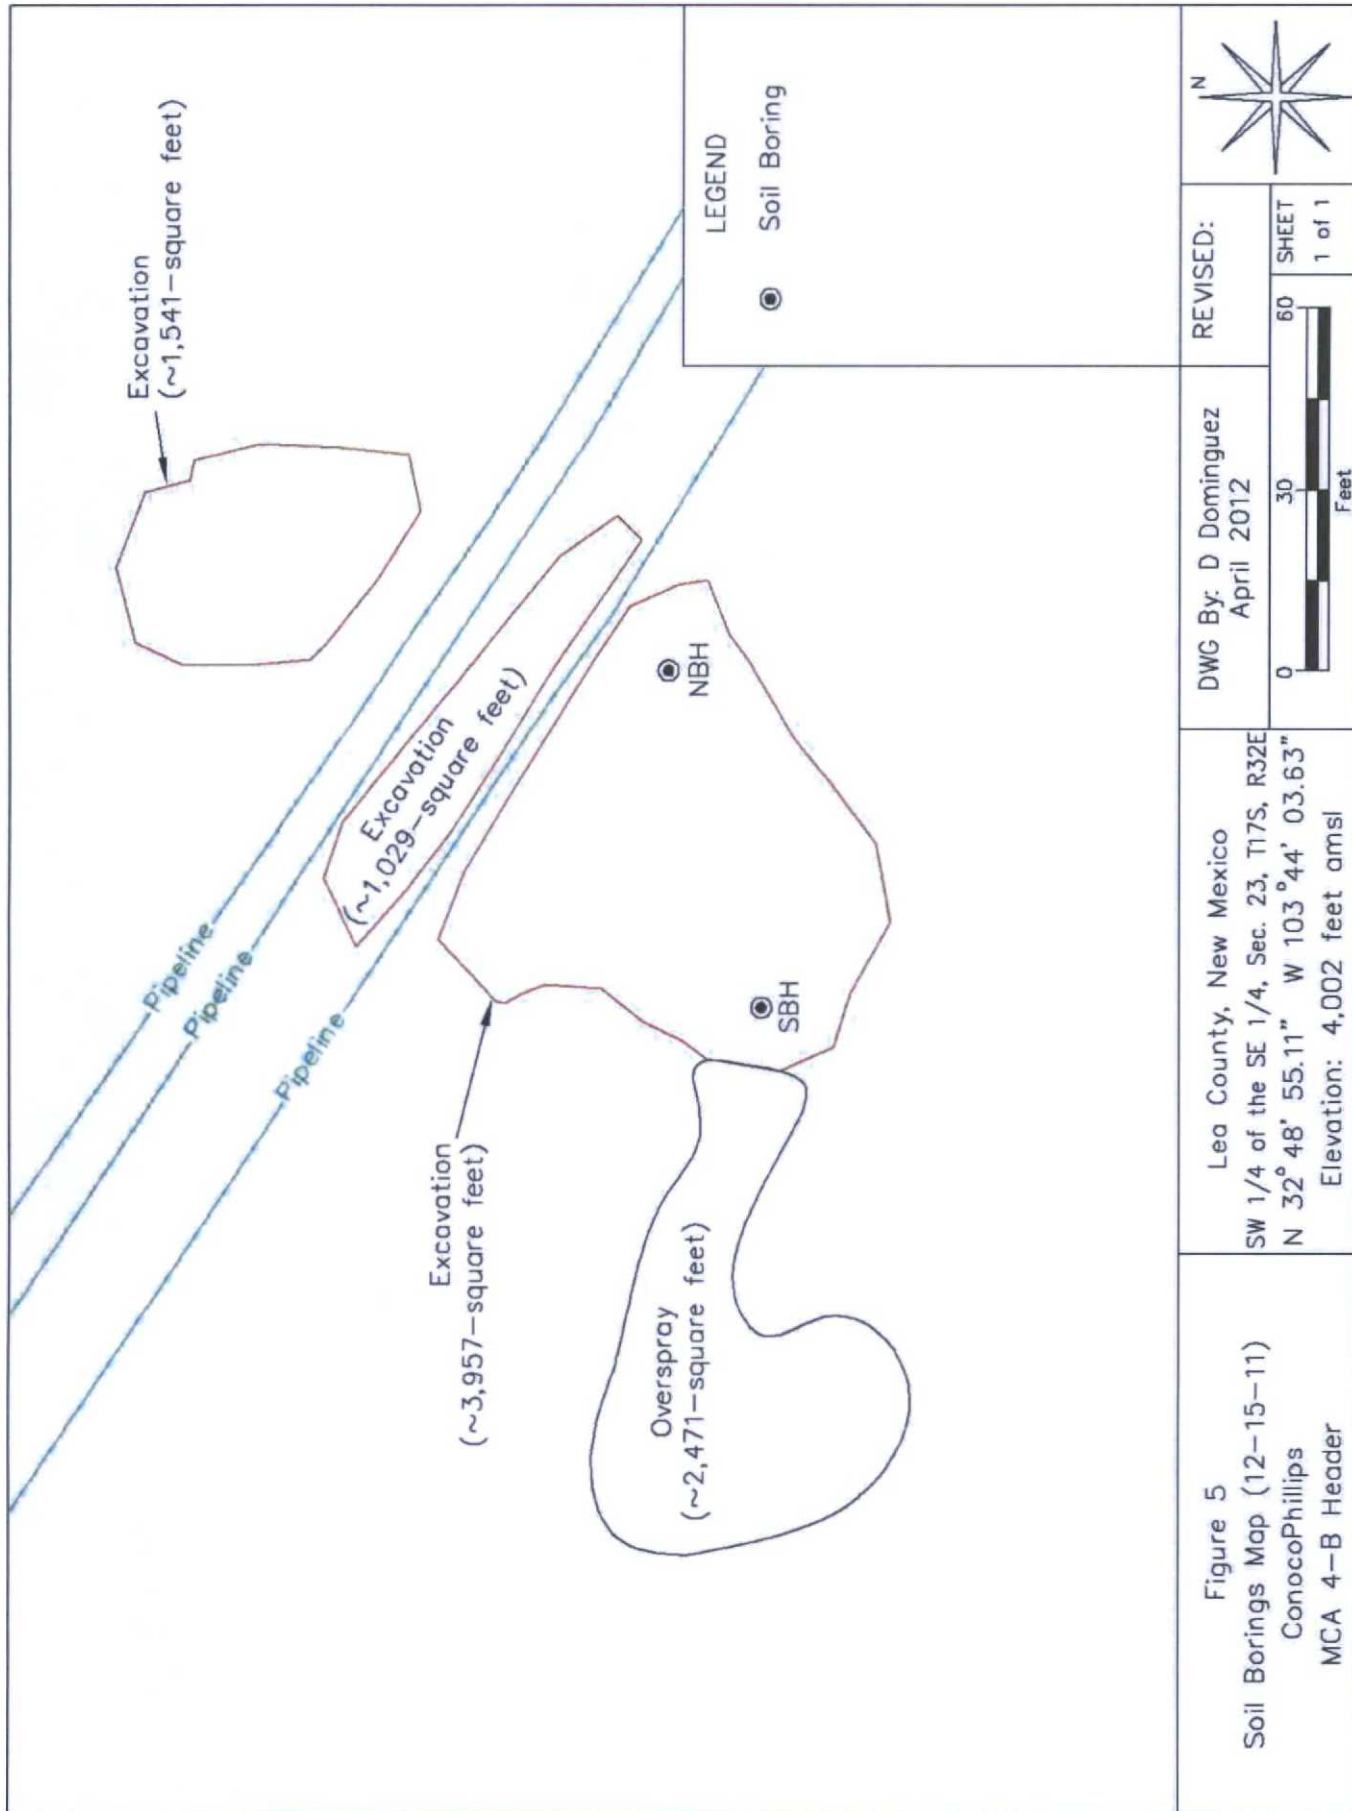 Excavation
(~1,541-square feet)
Pipeline
Pipeline
Pipeline
Excavation
(~1,029-square feet)
Excavation
(~3,957-square feet)
NBH
SBH
Overspray
(~2,471-square feet)
LEGEND
Soil Boring
Figure 5
Soil Borings Map (12-15-11)
ConocoPhillips
MCA 4-B Header
Lea County, New Mexico
SW 1/4 of the SE 1/4, Sec. 23, T17S, R32E
N 32° 48' 55.11" W 103°44' 03.63"
Elevation: 4,002 feet amsl
DWG By: D Dominguez
April 2012
REVISED:
0 30 60
Feet
SHEET
1 of 1
N